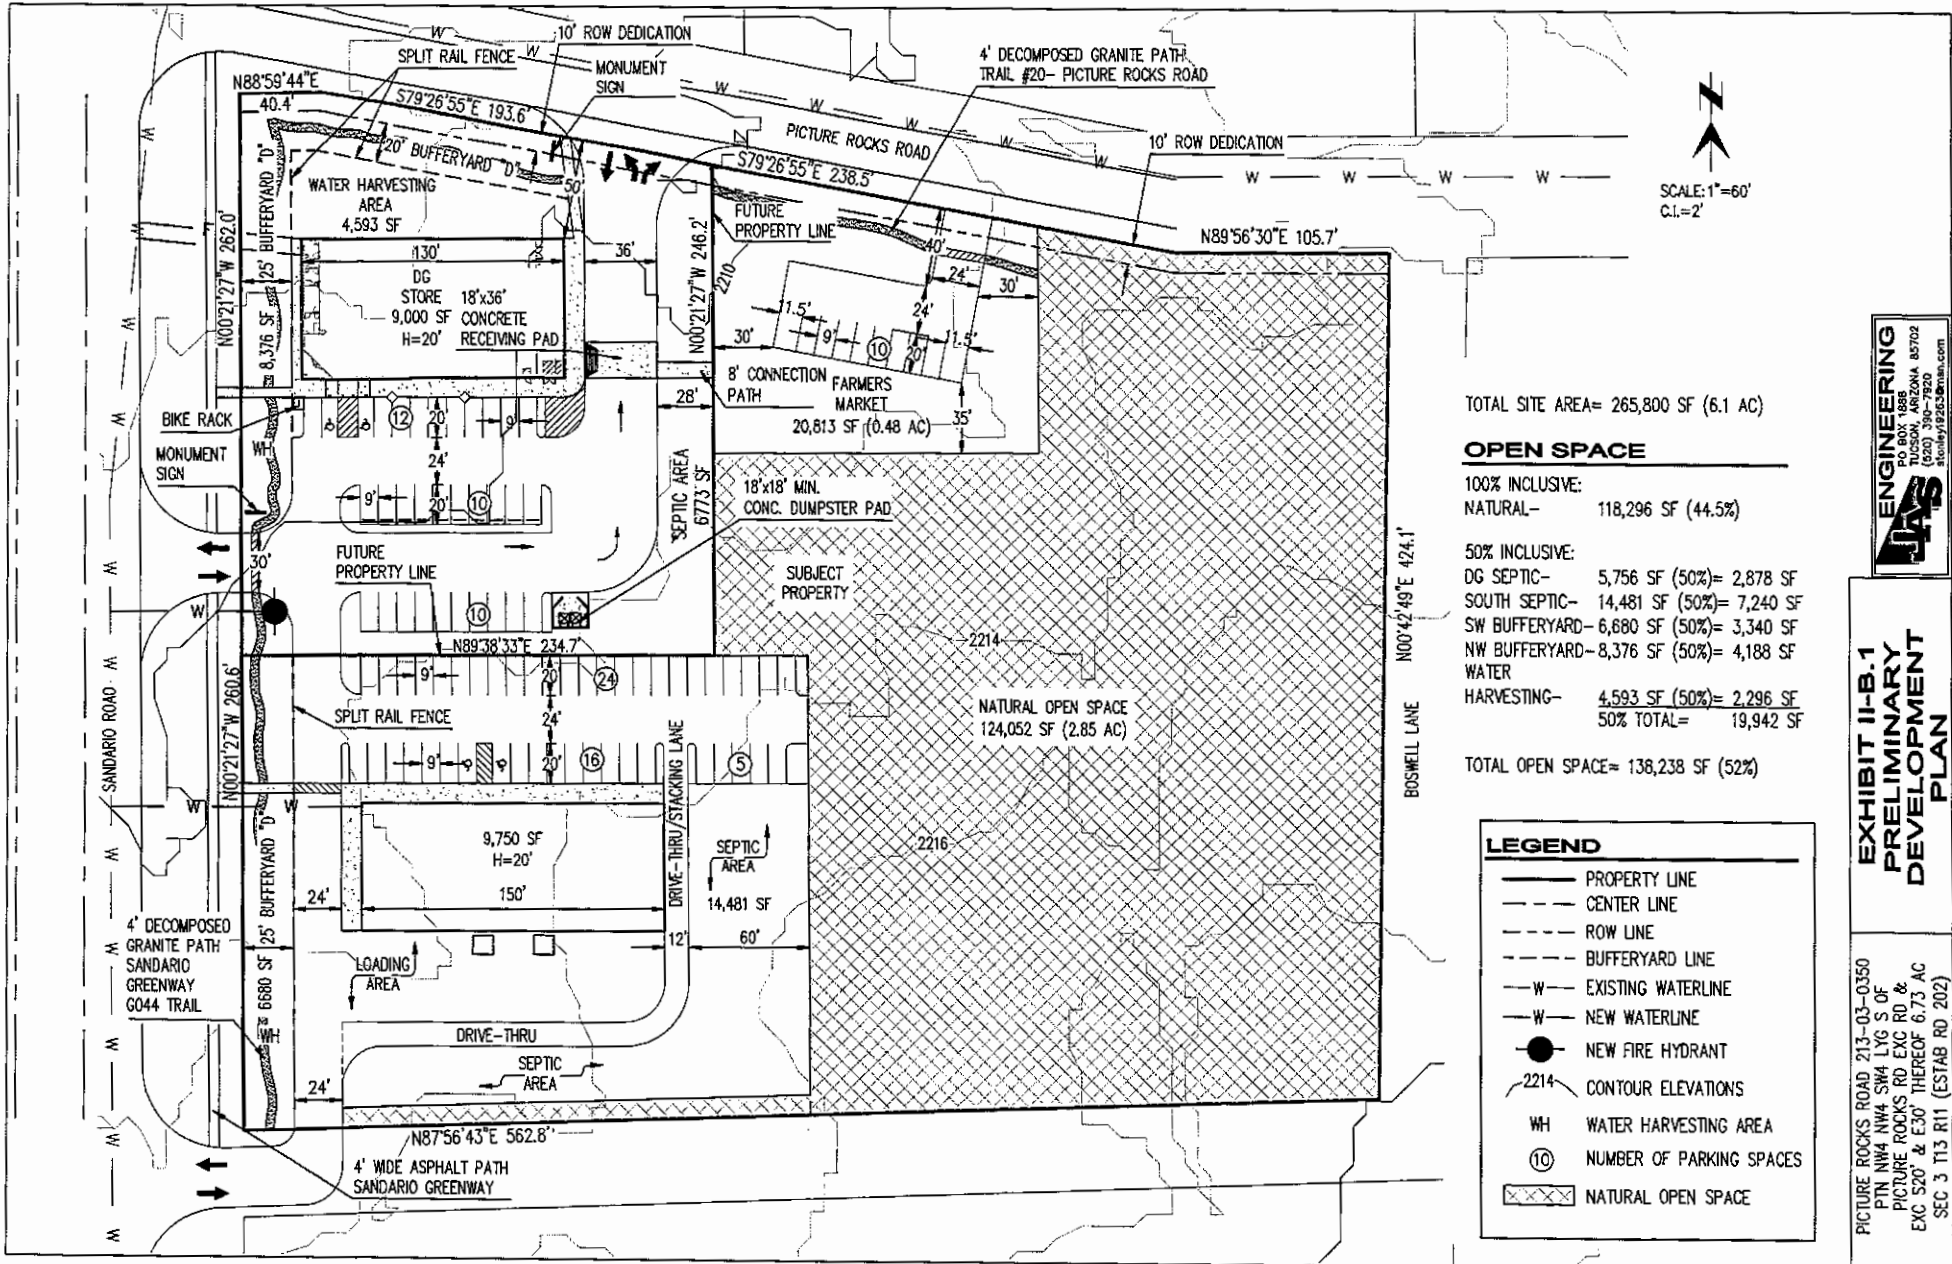 10' ROW DEDICATION
SPLIT RAIL FENCE
MONUMENT
SIGN
4' DECOMPOSED GRANITE PATH
TRAIL #20- PICTURE ROCKS ROAD
N88°59'44"E
40.4'
S79°26'55"E 193.6'
PICTURE ROCKS ROAD
10' ROW DEDICATION
S79°26'55"E 238.5'
N89°56'30"E 105.7'
N
SCALE: 1"=60'
C.I.=2'
20' BUFFERYARD "D"
50'
WATER HARVESTING
AREA
4,593 SF
N00°21'27"W 262.0'
8,376 SF
25' BUFFERYARD "D"
130'
DG
STORE
9,000 SF
H=20'
18'x36'
CONCRETE
RECEIVING PAD
36'
N00°21'27"W 246.2'
2210
FUTURE
PROPERTY LINE
40'
24'
30'
11.5'
9'
24'
11.5'
30'
10
20'
8' CONNECTION
PATH
FARMERS
MARKET
20,813 SF (0.48 AC)
35'
28'
BIKE RACK
12
20'
9'
24'
WH
MONUMENT
SIGN
9'
20'
10
SEPTIC AREA
6773 SF
18'x18' MIN.
CONC. DUMPSTER PAD
30'
FUTURE
PROPERTY LINE
SUBJECT
PROPERTY
W
10
2214
N89°38'33"E 234.7'
N00°21'27"W 260.6'
9'
20'
24
SPLIT RAIL FENCE
24'
9'
20'
16
5
NATURAL OPEN SPACE
124,052 SF (2.85 AC)
SANDARIO ROAD
W
W
9,750 SF
H=20'
150'
DRIVE-THRU/STACKING LANE
SEPTIC
AREA
14,481 SF
2216
24'
12'
60'
4' DECOMPOSED
GRANITE PATH
SANDARIO
GREENWAY
G044 TRAIL
6680 SF
25' BUFFERYARD "D"
WH
LOADING
AREA
DRIVE-THRU
SEPTIC
AREA
24'
N87°56'43"E 562.8'
4' WIDE ASPHALT PATH
SANDARIO GREENWAY
N00°42'49"E 424.1'
BOSWELL LANE
TOTAL SITE AREA= 265,800 SF (6.1 AC)
OPEN SPACE
100% INCLUSIVE:
NATURAL- 118,296 SF (44.5%)
50% INCLUSIVE:
DG SEPTIC- 5,756 SF (50%)= 2,878 SF
SOUTH SEPTIC- 14,481 SF (50%)= 7,240 SF
SW BUFFERYARD- 6,680 SF (50%)= 3,340 SF
NW BUFFERYARD- 8,376 SF (50%)= 4,188 SF
WATER
HARVESTING- 4,593 SF (50%)= 2,296 SF
50% TOTAL= 19,942 SF
TOTAL OPEN SPACE= 138,238 SF (52%)
LEGEND
PROPERTY LINE
CENTER LINE
ROW LINE
BUFFERYARD LINE
W EXISTING WATERLINE
W NEW WATERLINE
NEW FIRE HYDRANT
2214 CONTOUR ELEVATIONS
WH WATER HARVESTING AREA
10 NUMBER OF PARKING SPACES
NATURAL OPEN SPACE
JAS
ENGINEERING
PO BOX 1888
TUCSON, ARIZONA 85702
(520) 390-7920
EXHIBIT II-B.1
PRELIMINARY
DEVELOPMENT
PLAN
PICTURE ROCKS ROAD 213-03-0350
PTN NW4 NW4 SW4 LYG S OF
PICTURE ROCKS RD EXC RD &
EXC S20' & E30' THEREOF 6.73 AC
SEC 3 T13 R11 (ESTAB RD 202)